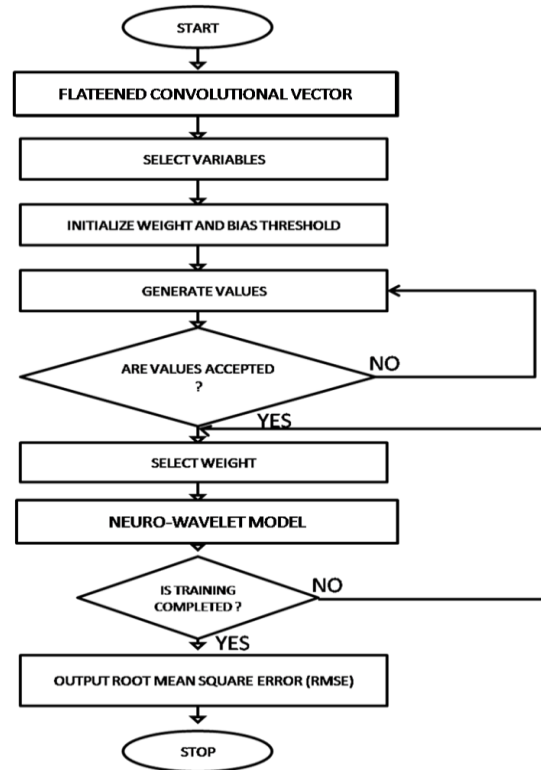 START
FLATEENED CONVOLUTIONAL VECTOR
SELECT VARIABLES
INITIALIZE WEIGHT AND BIAS THRESHOLD
GENERATE VALUES
ARE VALUES ACCEPTED
?
NO
YES
SELECT WEIGHT
NEURO-WAVELET MODEL
IS TRAINING
COMPLETED ?
NO
YES
OUTPUT ROOT MEAN SQUARE ERROR (RMSE)
STOP